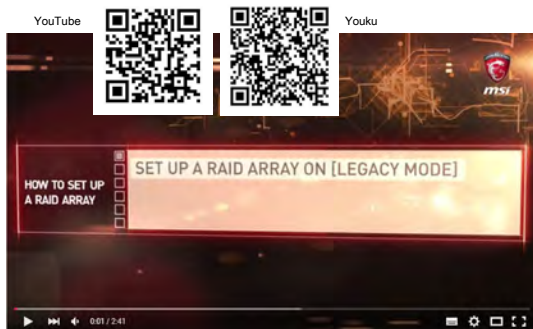 YouTube
Youku
msi
HOW TO SET UP
A RAID ARRAY
SET UP A RAID ARRAY ON [LEGACY MODE]
0:01 / 2:41